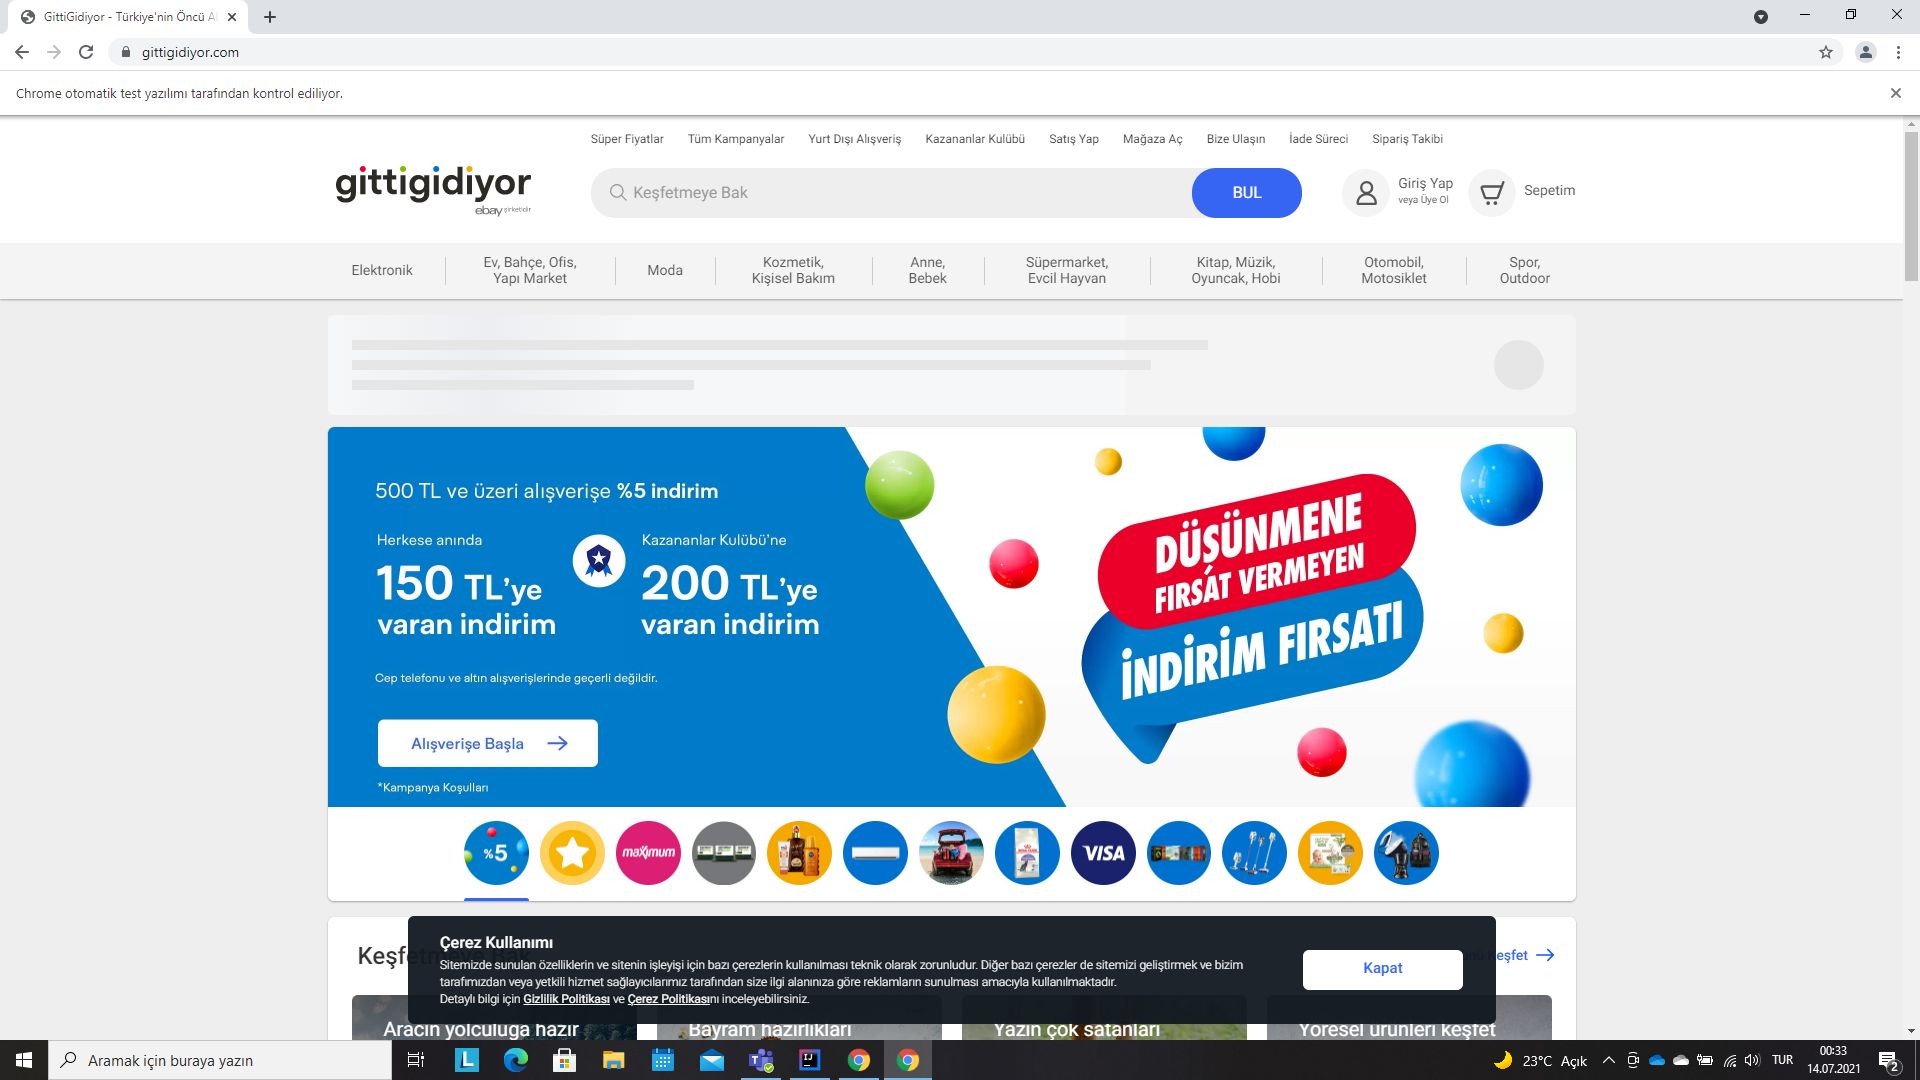 GittiGidiyor - Türkiye'nin Öncü A
gittigidiyor.com
Chrome otomatik test yazılımı tarafından kontrol ediliyor.
Süper Fiyatlar Tüm Kampanyalar Yurt Dışı Alışveriş Kazananlar Kulübü Satış Yap Mağaza Aç Bize Ulaşın İade Süreci Sipariş Takibi
gittigidiyor
ebay şirketidir
Keşfetmeye Bak
BUL
Giriş Yap
veya Üye Ol
Sepetim
Elektronik
Ev, Bahçe, Ofis,
Yapı Market
Moda
Kozmetik,
Kişisel Bakım
Anne,
Bebek
Süpermarket,
Evcil Hayvan
Kitap, Müzik,
Oyuncak, Hobi
Otomobil,
Motosiklet
Spor,
Outdoor
500 TL ve üzeri alışverişe %5 indirim
Herkese anında
150 TL'ye
varan indirim
Kazananlar Kulübü'ne
200 TL'ye
varan indirim
Cep telefonu ve altın alışverişlerinde geçerli değildir.
Alışverişe Başla
*Kampanya Koşulları
DÜŞÜNMENE
FIRSAT VERMEYEN
İNDİRİM FIRSATI
%5
maximum
VISA
Keşfetmeye Bak
Keşfet
Çerez Kullanımı
Sitemizde sunulan özelliklerin ve sitenin işleyişi için bazı çerezlerin kullanılması teknik olarak zorunludur. Diğer bazı çerezler de sitemizi geliştirmek ve bizim
tarafımızdan veya yetkili hizmet sağlayıcılarımız tarafından size ilgi alanınıza göre reklamların sunulması amacıyla kullanılmaktadır.
Detaylı bilgi için Gizlilik Politikası ve Çerez Politikasını inceleyebilirsiniz.
Kapat
Aracın yolculuğa hazır
Bayram hazırlıkları
Yazın çok satanları
Yöresel ürünleri keşfet
Aramak için buraya yazın
23°C Açık
TUR
00:33
14.07.2021
2